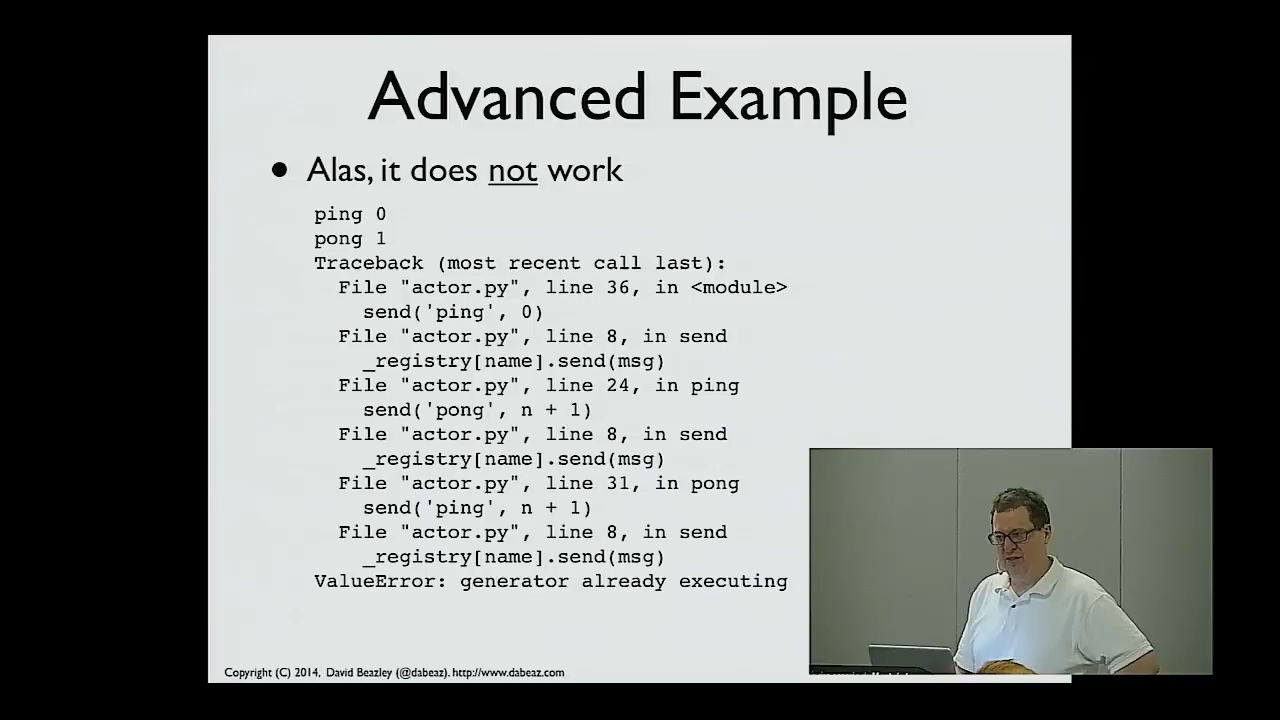 Advanced Example
• Alas, it does not work
ping 0
pong 1
Traceback (most recent call last):
  File "actor.py", line 36, in <module>
    send('ping', 0)
  File "actor.py", line 8, in send
    _registry[name].send(msg)
  File "actor.py", line 24, in ping
    send('pong', n + 1)
  File "actor.py", line 8, in send
    _registry[name].send(msg)
  File "actor.py", line 31, in pong
    send('ping', n + 1)
  File "actor.py", line 8, in send
    _registry[name].send(msg)
ValueError: generator already executing
Copyright (C) 2014, David Beazley (@dabeaz). http://www.dabeaz.com